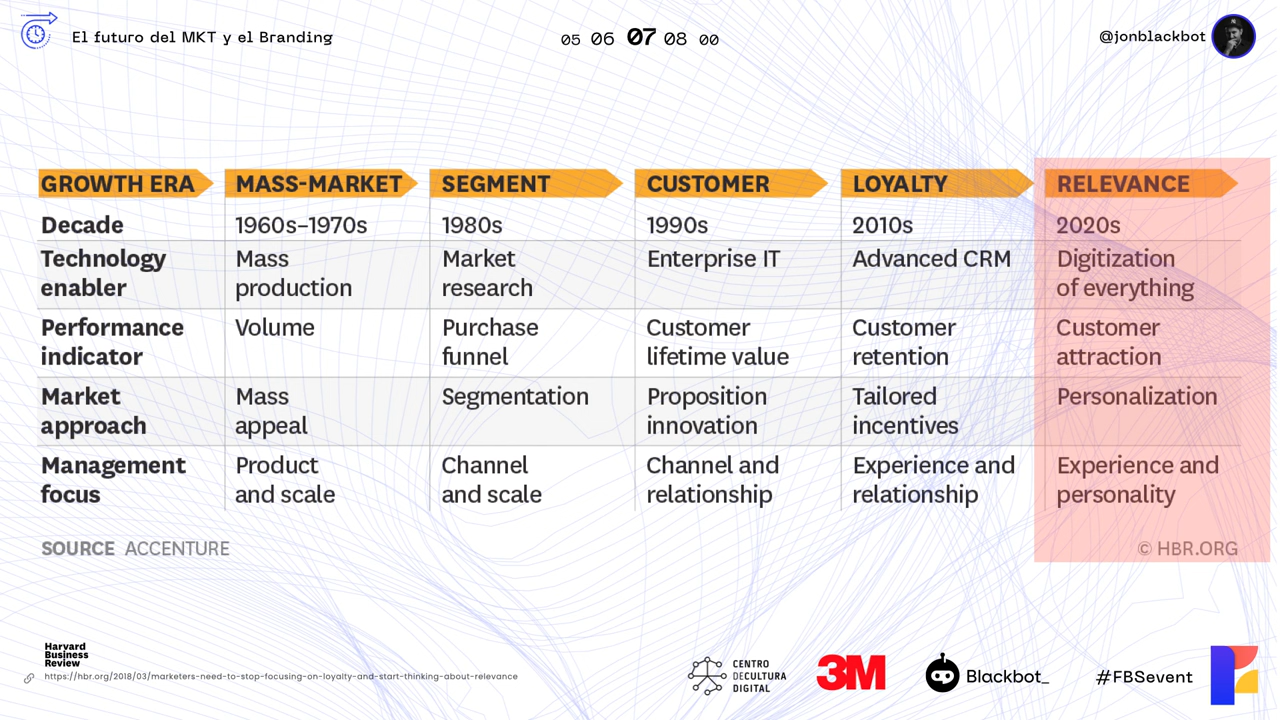 El futuro del MKT y el Branding
05 06 07 08 00
@jonblackbot
GROWTH ERA MASS-MARKET SEGMENT CUSTOMER LOYALTY RELEVANCE
Decade 1960s–1970s 1980s 1990s 2010s 2020s
Technology Mass Market Enterprise IT Advanced CRM Digitization
enabler production research of everything
Performance Volume Purchase Customer Customer Customer
indicator funnel lifetime value retention attraction
Market Mass Segmentation Proposition Tailored Personalization
approach appeal innovation incentives
Management Product Channel Channel and Experience and Experience and
focus and scale and scale relationship relationship personality
SOURCE ACCENTURE
© HBR.ORG
Harvard
Business
Review
https://hbr.org/2018/03/marketers-need-to-stop-focusing-on-loyalty-and-start-thinking-about-relevance
CENTRO
DECULTURA
DIGITAL
3M
Blackbot_
#FBSevent